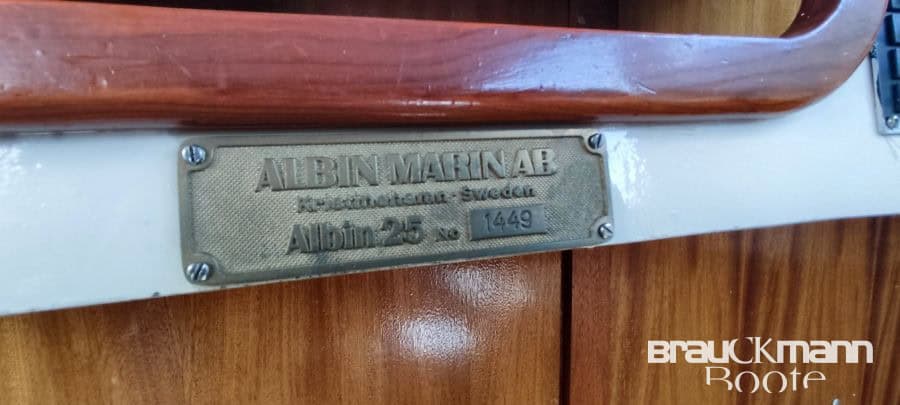 ALBIN MARIN AB
Kristinehamn-Sweden
Albin 25 No 1449
BRAUCKMANN
Boote